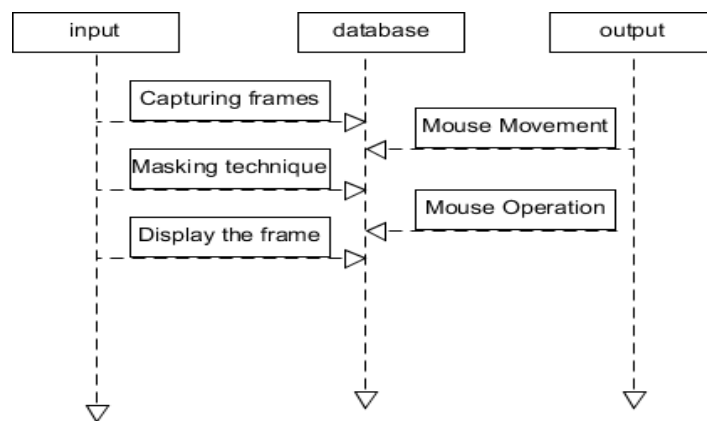 input
database
output
Capturing frames
Mouse Movement
Masking technique
Mouse Operation
Display the frame